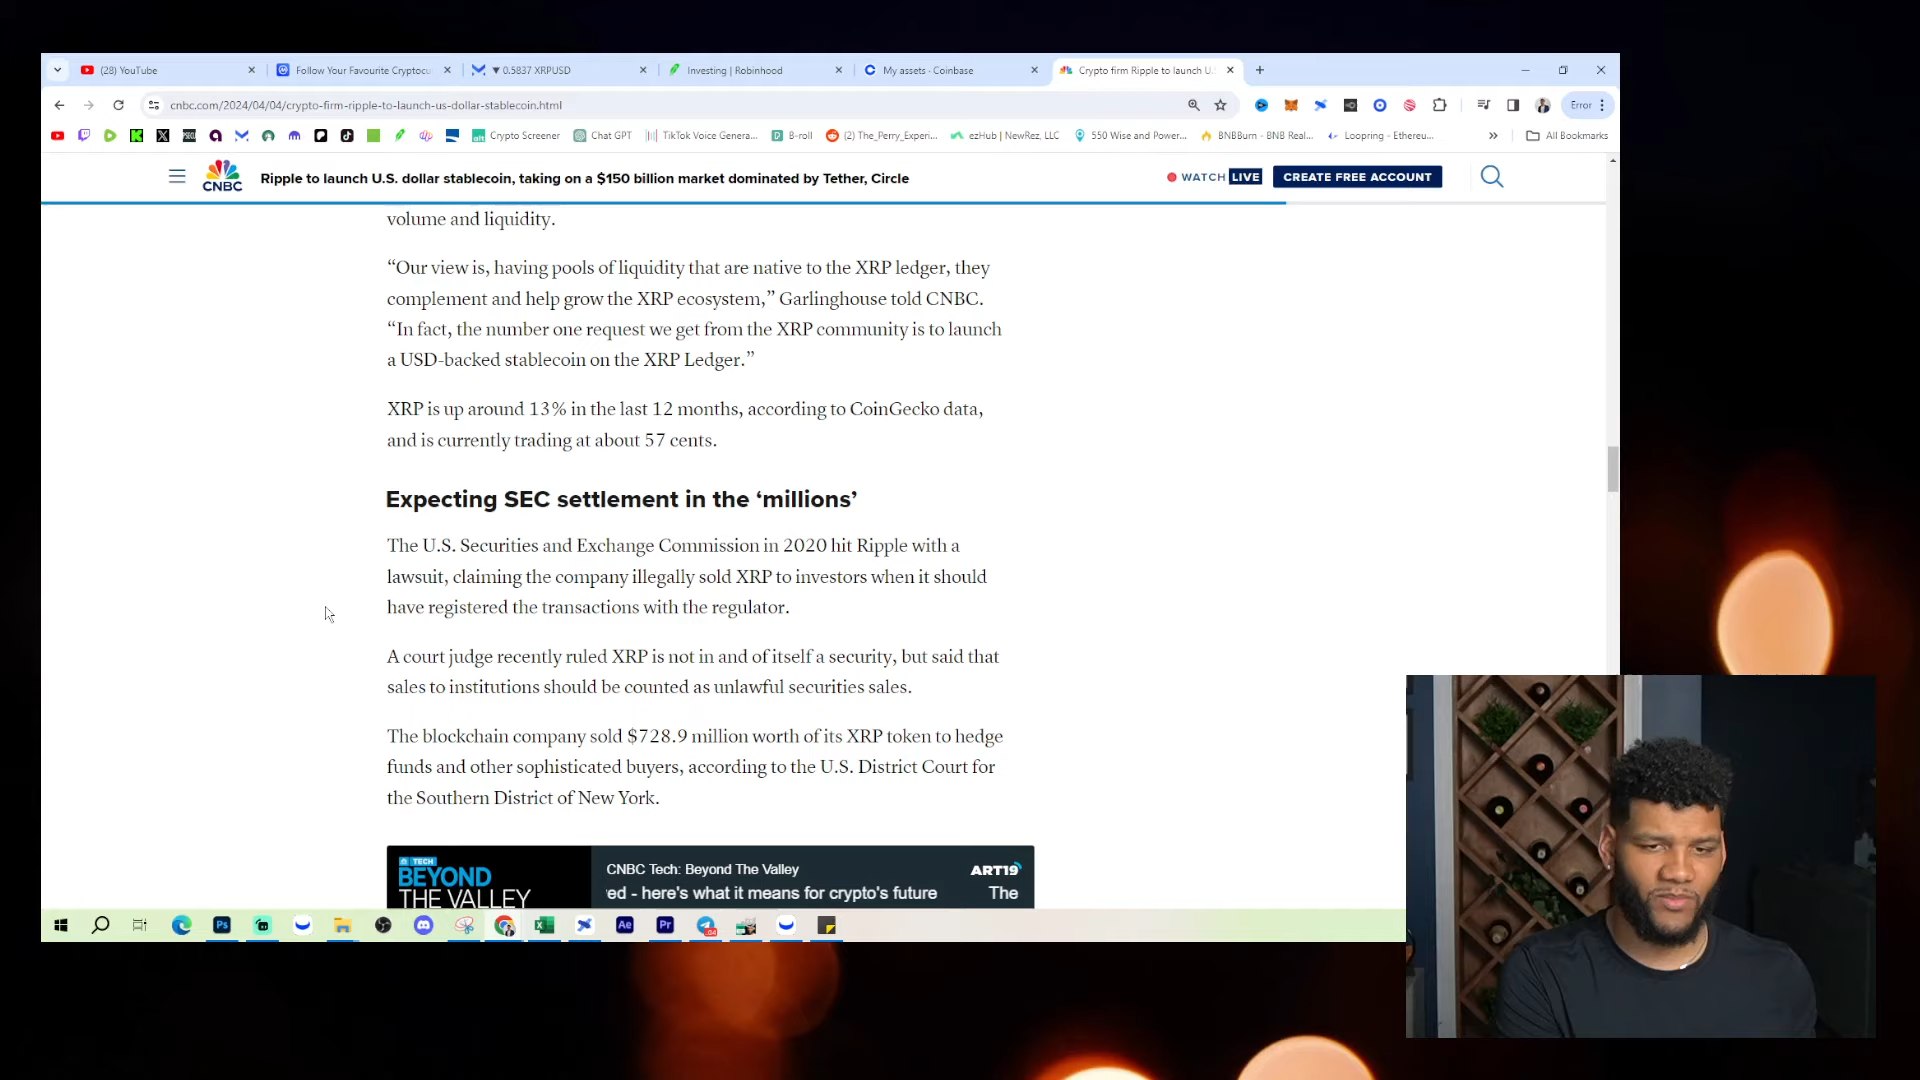 (28) YouTube
Follow Your Favourite Cryptocu
▼ 0.5837 XRPUSD
Investing | Robinhood
My assets - Coinbase
Crypto firm Ripple to launch U.
cnbc.com/2024/04/04/crypto-firm-ripple-to-launch-us-dollar-stablecoin.html
Error
Crypto Screener
Chat GPT
TikTok Voice Genera...
B-roll
(2) The_Perry_Experi...
ezHub | NewRez, LLC
550 Wise and Power...
BNBBurn - BNB Real...
Loopring - Ethereu...
All Bookmarks
CNBC
Ripple to launch U.S. dollar stablecoin, taking on a $150 billion market dominated by Tether, Circle
WATCH LIVE
CREATE FREE ACCOUNT
volume and liquidity.
“Our view is, having pools of liquidity that are native to the XRP ledger, they
complement and help grow the XRP ecosystem,” Garlinghouse told CNBC.
“In fact, the number one request we get from the XRP community is to launch
a USD-backed stablecoin on the XRP Ledger.”
XRP is up around 13% in the last 12 months, according to CoinGecko data,
and is currently trading at about 57 cents.
Expecting SEC settlement in the ‘millions’
The U.S. Securities and Exchange Commission in 2020 hit Ripple with a
lawsuit, claiming the company illegally sold XRP to investors when it should
have registered the transactions with the regulator.
A court judge recently ruled XRP is not in and of itself a security, but said that
sales to institutions should be counted as unlawful securities sales.
The blockchain company sold $728.9 million worth of its XRP token to hedge
funds and other sophisticated buyers, according to the U.S. District Court for
the Southern District of New York.
TECH
BEYOND
THE VALLEY
CNBC Tech: Beyond The Valley
ART19
ed - here's what it means for crypto's future
The
Ps
Ae
Pr